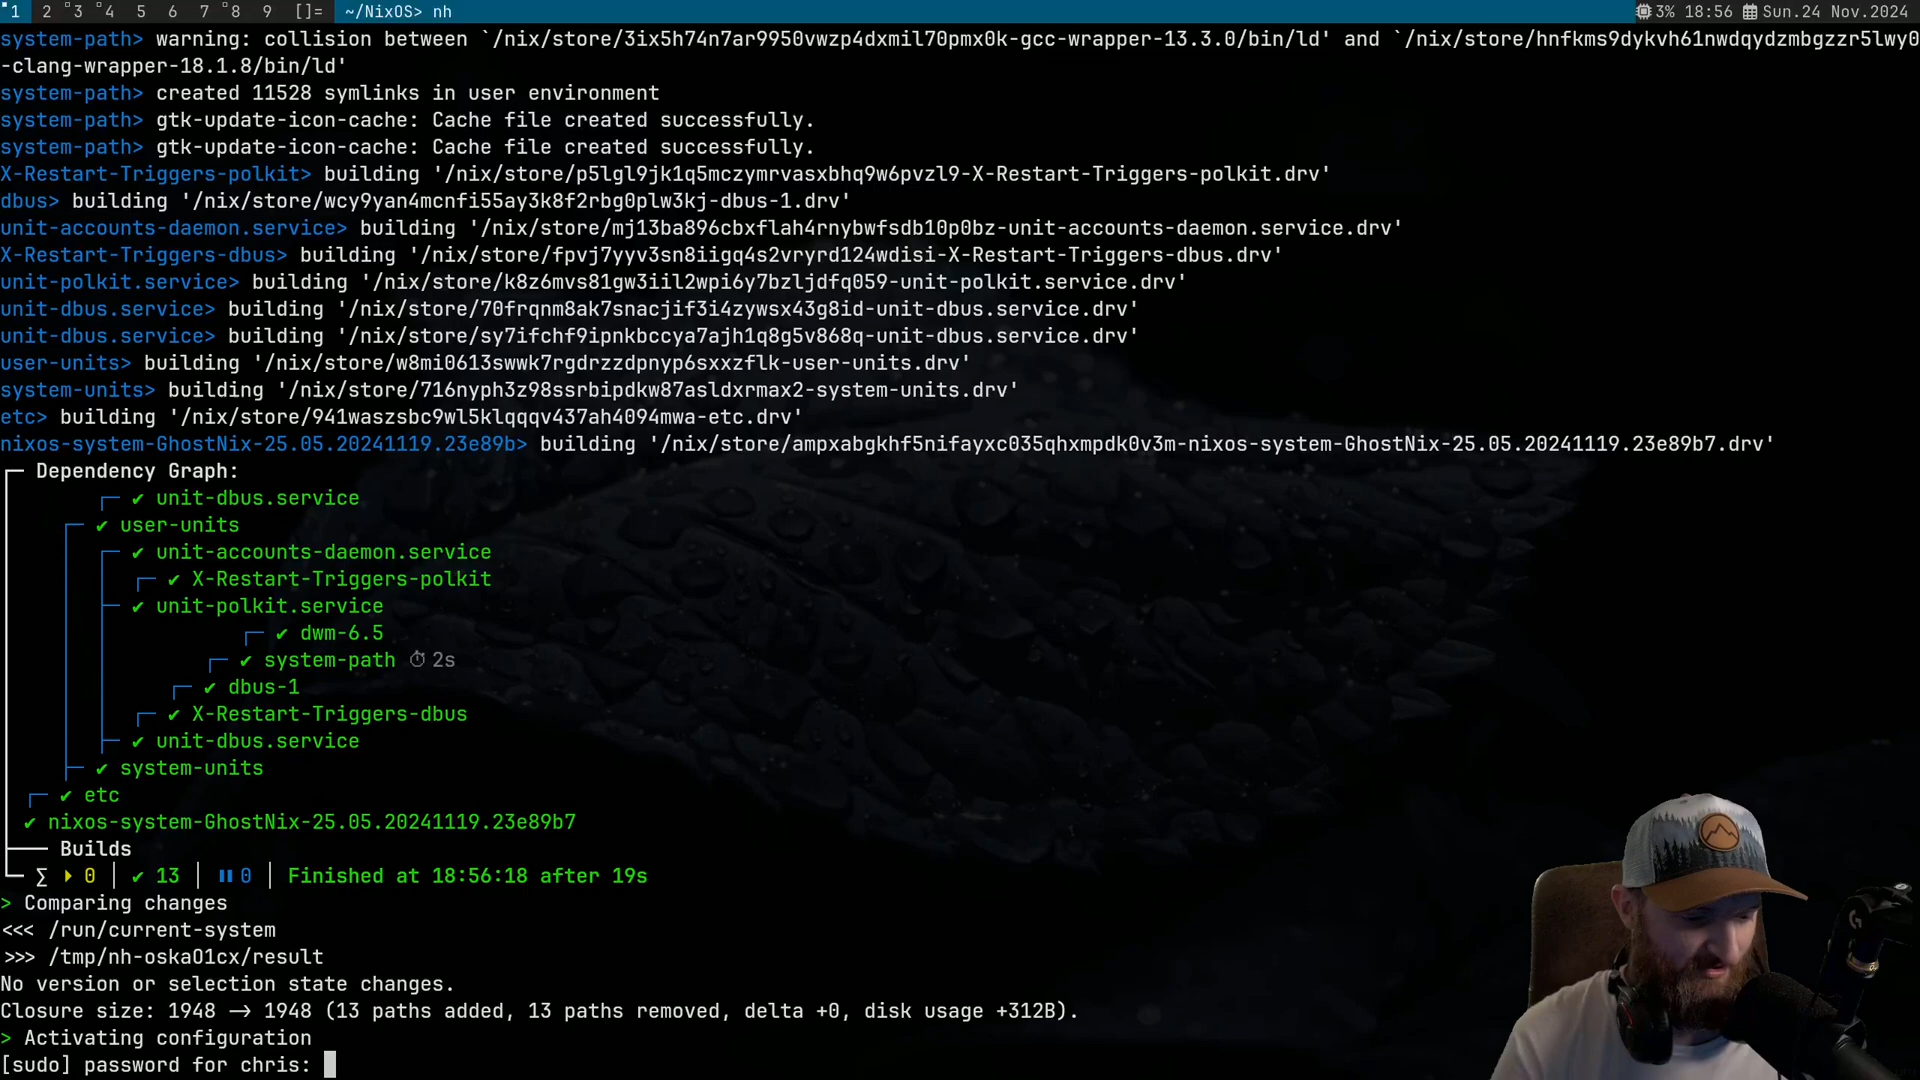 1 2 3 4 5 6 7 8 9 []= ~/NixOS> nh 3% 18:56 Sun.24 Nov.2024
system-path> warning: collision between `/nix/store/3ix5h74n7ar9950vwzp4dxmil70pmx0k-gcc-wrapper-13.3.0/bin/ld' and `/nix/store/hnfkms9dykvh61nwdqydzmbgzzr5lwy0
-clang-wrapper-18.1.8/bin/ld'
system-path> created 11528 symlinks in user environment
system-path> gtk-update-icon-cache: Cache file created successfully.
system-path> gtk-update-icon-cache: Cache file created successfully.
X-Restart-Triggers-polkit> building '/nix/store/p5lgl9jk1q5mczymrvasxbhq9w6pvzl9-X-Restart-Triggers-polkit.drv'
dbus> building '/nix/store/wcy9yan4mcnfi55ay3k8f2rbg0plw3kj-dbus-1.drv'
unit-accounts-daemon.service> building '/nix/store/mj13ba896cbxflah4rnybwfsdb10p0bz-unit-accounts-daemon.service.drv'
X-Restart-Triggers-dbus> building '/nix/store/fpvj7yyv3sn8iigq4s2vryrd124wdisi-X-Restart-Triggers-dbus.drv'
unit-polkit.service> building '/nix/store/k8z6mvs81gw3iil2wpi6y7bzljdfq059-unit-polkit.service.drv'
unit-dbus.service> building '/nix/store/70frqnm8ak7snacjif3i4zywsx43g8id-unit-dbus.service.drv'
unit-dbus.service> building '/nix/store/sy7ifchf9ipnkbccya7ajh1q8g5v868q-unit-dbus.service.drv'
user-units> building '/nix/store/w8mi0613swwk7rgdrzzdpnyp6sxxzflk-user-units.drv'
system-units> building '/nix/store/716nyph3z98ssrbipdkw87asldxrmax2-system-units.drv'
etc> building '/nix/store/941waszsbc9wl5klqqqv437ah4094mwa-etc.drv'
nixos-system-GhostNix-25.05.20241119.23e89b> building '/nix/store/ampxabgkhf5nifayxc035qhxmpdk0v3m-nixos-system-GhostNix-25.05.20241119.23e89b7.drv'
Dependency Graph:
✔ unit-dbus.service
✔ user-units
✔ unit-accounts-daemon.service
✔ X-Restart-Triggers-polkit
✔ unit-polkit.service
✔ dwm-6.5
✔ system-path ⏱ 2s
✔ dbus-1
✔ X-Restart-Triggers-dbus
✔ unit-dbus.service
✔ system-units
✔ etc
✔ nixos-system-GhostNix-25.05.20241119.23e89b7
Builds
∑ ⏵ 0 │ ✔ 13 │ ⏸ 0 │ Finished at 18:56:18 after 19s
> Comparing changes
<<< /run/current-system
>>> /tmp/nh-oskaO1cx/result
No version or selection state changes.
Closure size: 1948 → 1948 (13 paths added, 13 paths removed, delta +0, disk usage +312B).
> Activating configuration
[sudo] password for chris: